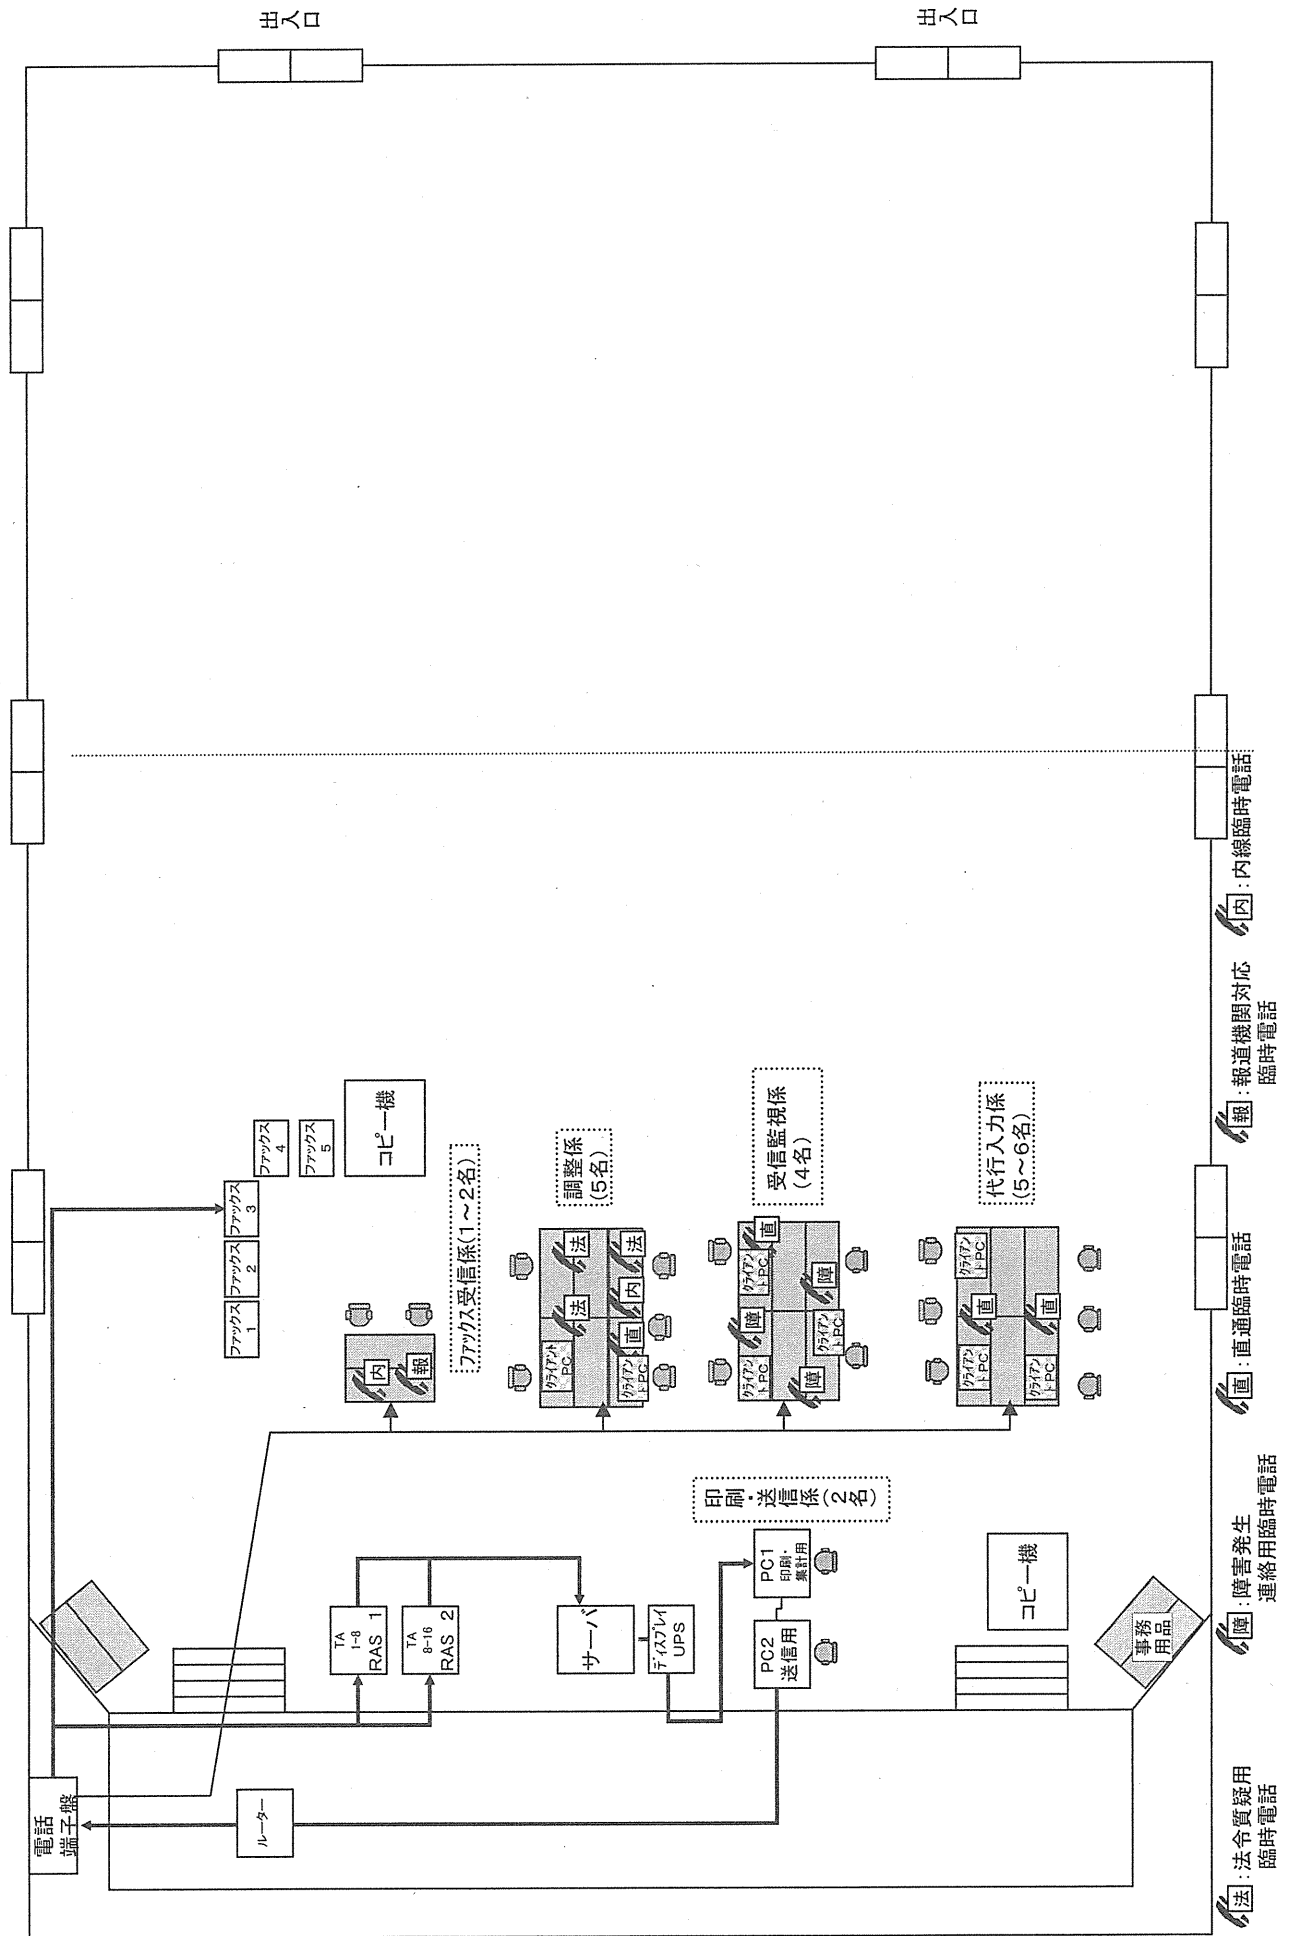 出入口
出入口
電話
端子盤
ルーター
TA
1-8
RAS 1
TA
8-16
RAS 2
サーバ
ディスプレイ
UPS
PC2
送信用
PC1
印刷・
集計用
印刷・送信係(2名)
コピー機
事務
用品
ファックス
1
ファックス
2
ファックス
3
ファックス
4
ファックス
5
コピー機
内
報
ファックス受信係(1~2名)
クライアント
PC
法
法
クライアン
トPC
直
内
法
調整係
(5名)
クライアン
トPC
障
クライアン
トPC
直
障
クライアン
トPC
障
受信監視係
(4名)
クライアン
トPC
直
クライアン
トPC
クライアン
トPC
直
代行入力係
(5~6名)
法:法令質疑用
臨時電話
障:障害発生
連絡用臨時電話
直:直通臨時電話
報:報道機関対応
臨時電話
内:内線臨時電話